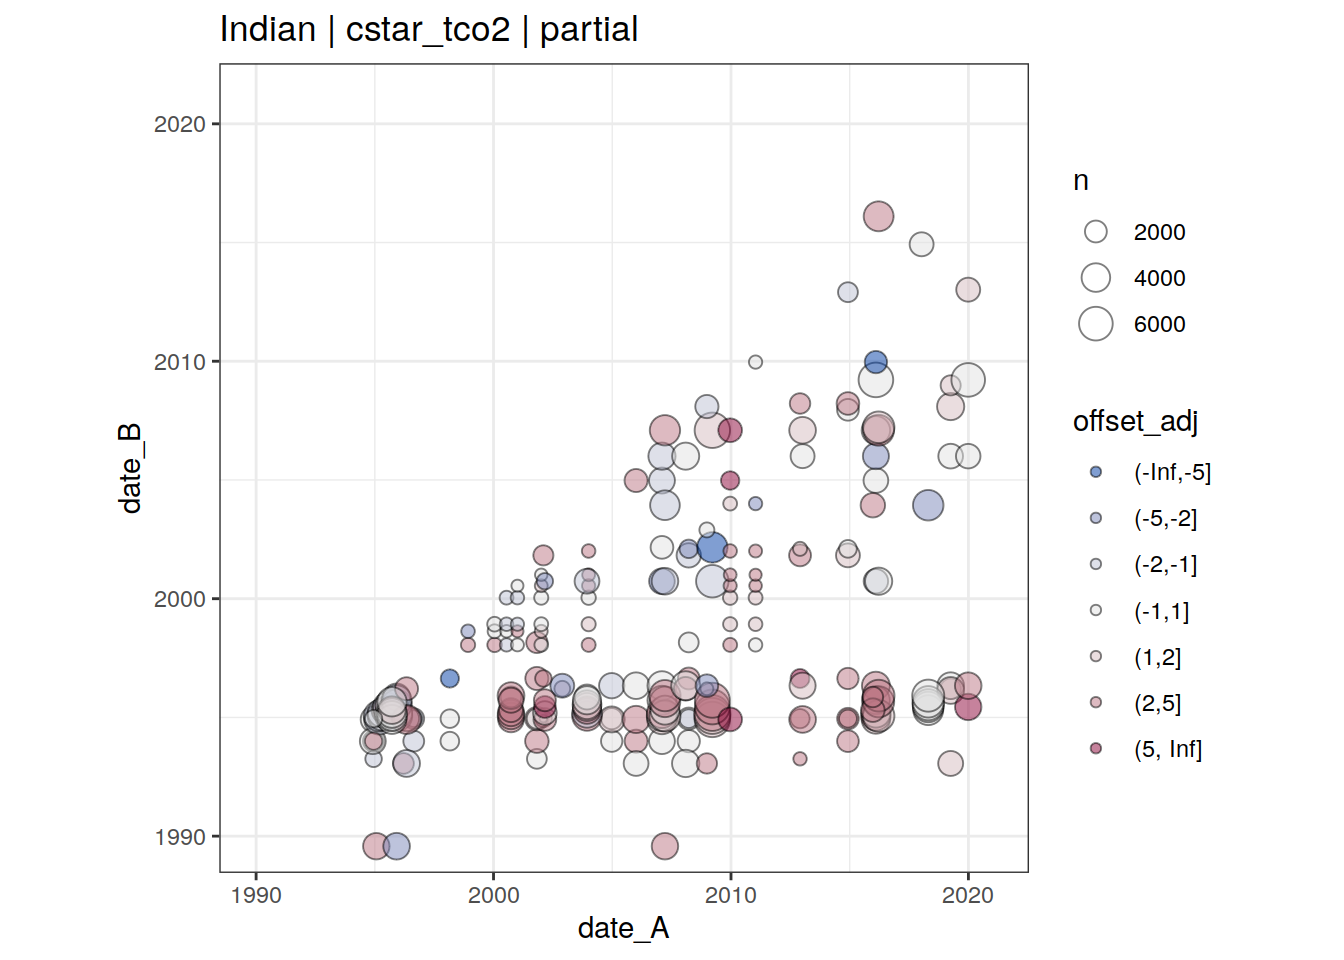 Indian | cstar_tco2 | partial
2020
2010
2000
1990
date_B
1990
2000
2010
2020
date_A
n
2000
4000
6000
offset_adj
(-Inf,-5]
(-5,-2]
(-2,-1]
(-1,1]
(1,2]
(2,5]
(5, Inf]